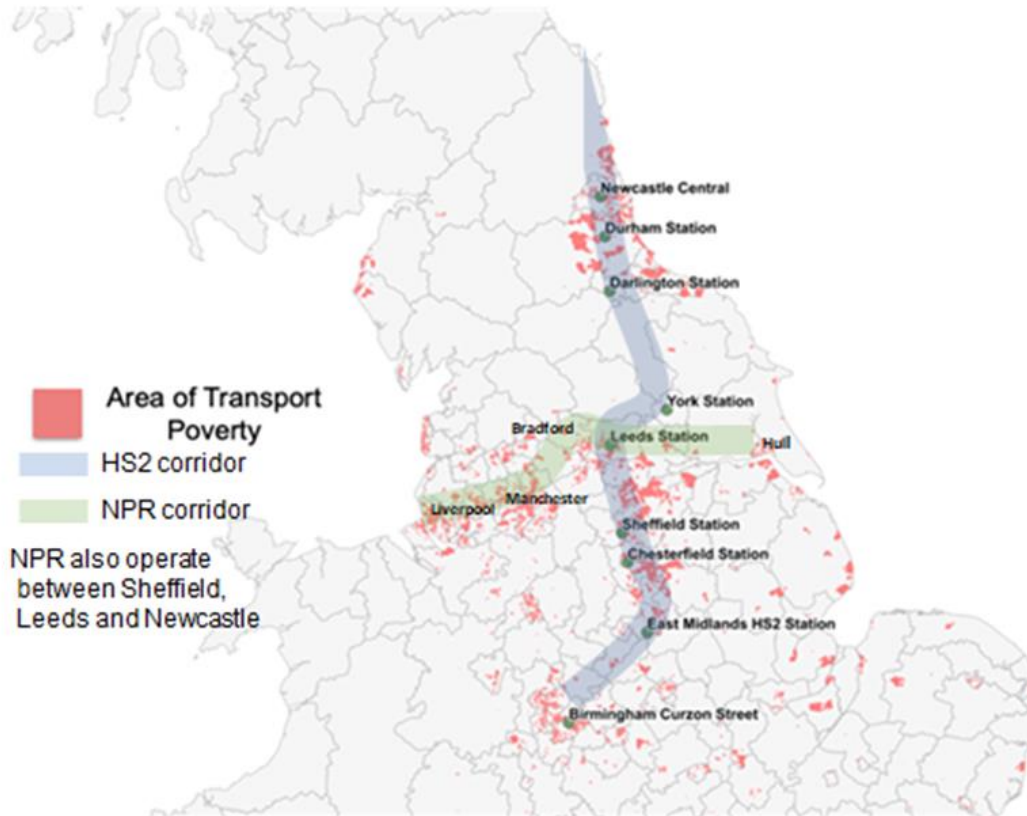 Newcastle Central
Durham Station
Darlington Station
Area of Transport
Poverty
HS2 corridor
NPR corridor
NPR also operate
between Sheffield,
Leeds and Newcastle
York Station
Bradford
Leeds Station
Hull
Manchester
Liverpool
Sheffield Station
Chesterfield Station
East Midlands HS2 Station
Birmingham Curzon Street